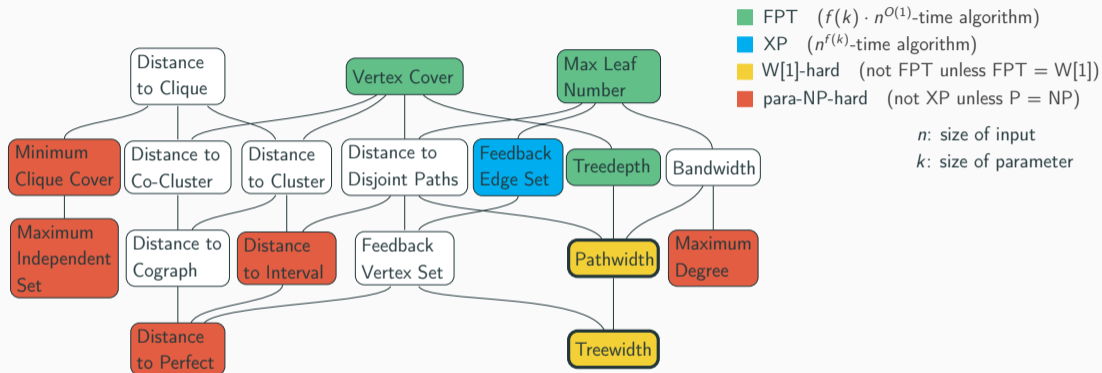 FPT (f(k) · n^{O(1)}-time algorithm)
XP (n^{f(k)}-time algorithm)
W[1]-hard (not FPT unless FPT = W[1])
para-NP-hard (not XP unless P = NP)
n: size of input
k: size of parameter
Distance
to Clique
Vertex Cover
Max Leaf
Number
Minimum
Clique Cover
Distance to
Co-Cluster
Distance
to Cluster
Distance to
Disjoint Paths
Feedback
Edge Set
Treedepth
Bandwidth
Maximum
Independent
Set
Distance to
Cograph
Distance
to Interval
Feedback
Vertex Set
Pathwidth
Maximum
Degree
Distance
to Perfect
Treewidth